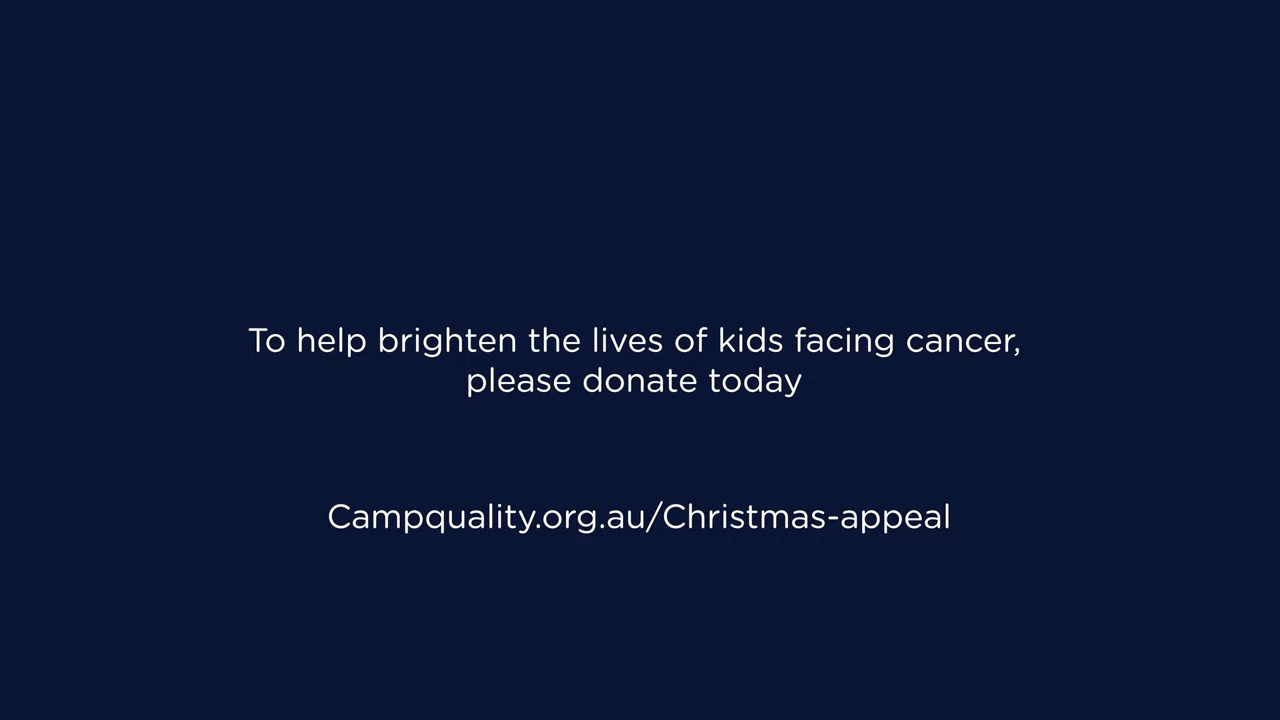 To help brighten the lives of kids facing cancer,
please donate today
Campquality.org.au/Christmas-appeal